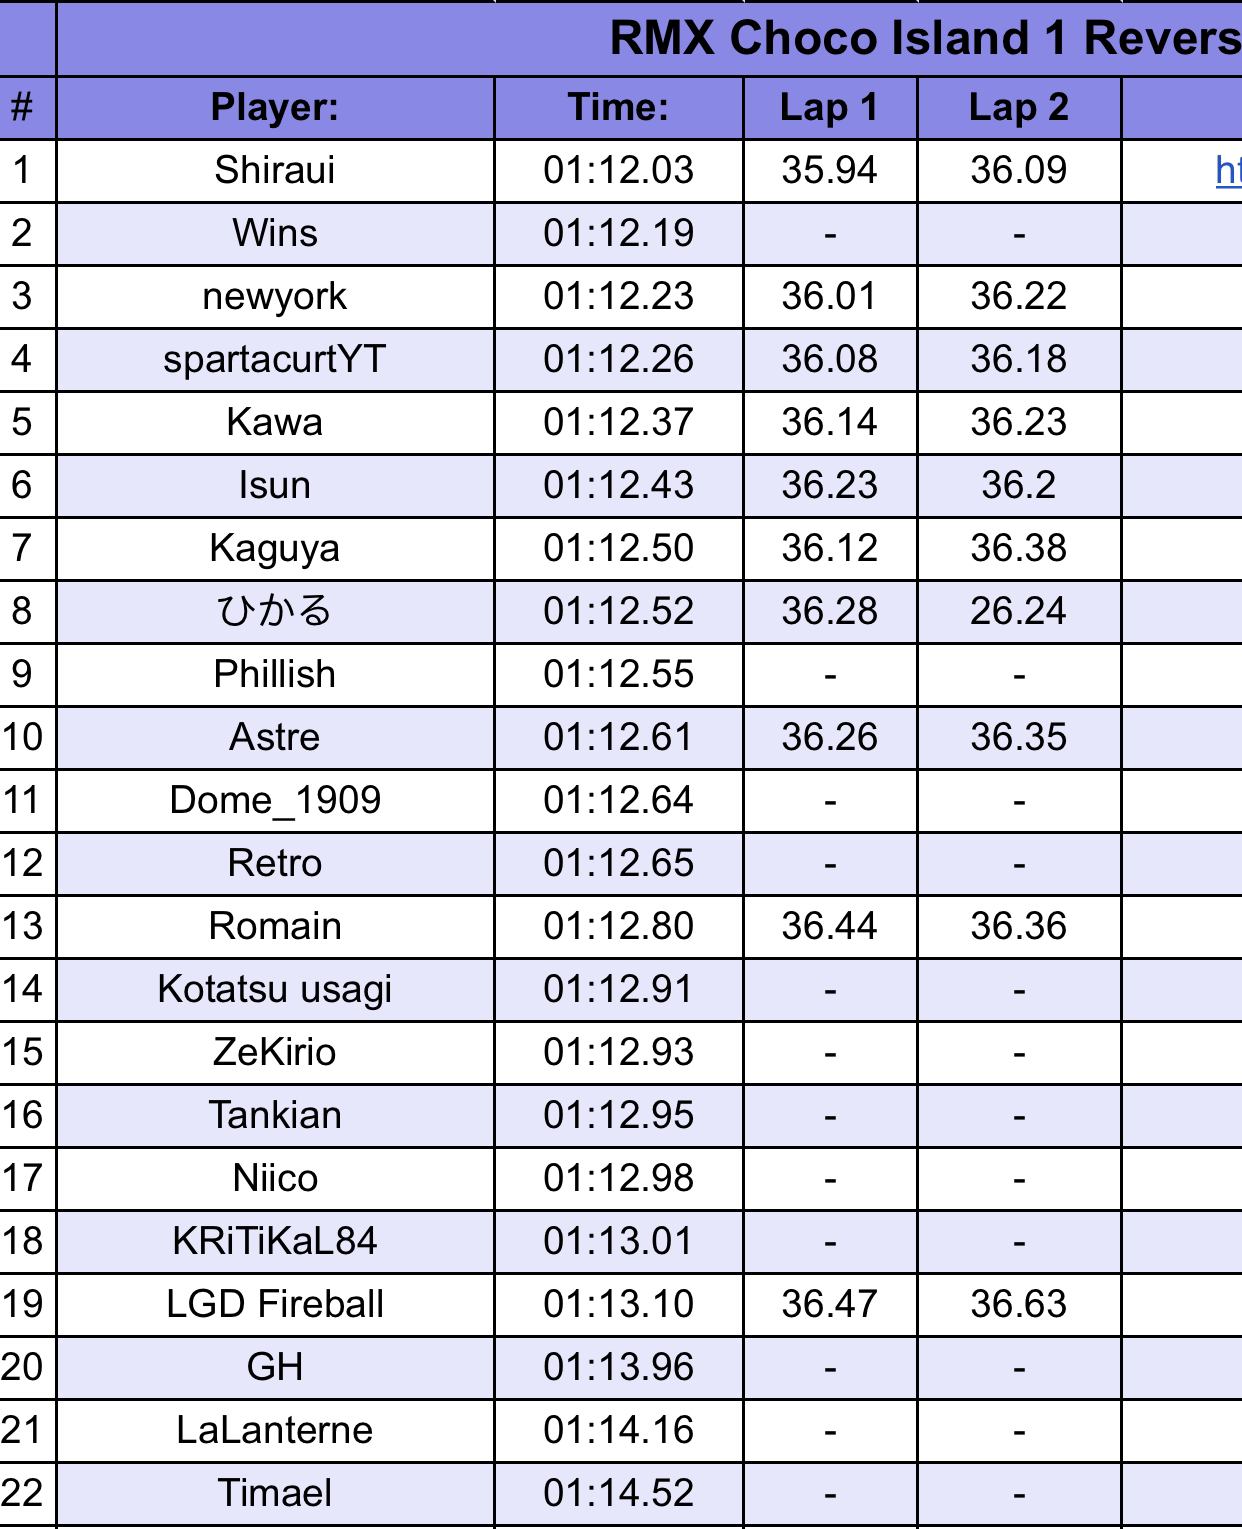 RMX Choco Island 1 Revers
# Player: Time: Lap 1 Lap 2
1 Shiraui 01:12.03 35.94 36.09 ht
2 Wins 01:12.19 - -
3 newyork 01:12.23 36.01 36.22
4 spartacurtYT 01:12.26 36.08 36.18
5 Kawa 01:12.37 36.14 36.23
6 Isun 01:12.43 36.23 36.2
7 Kaguya 01:12.50 36.12 36.38
8 ひかる 01:12.52 36.28 26.24
9 Phillish 01:12.55 - -
10 Astre 01:12.61 36.26 36.35
11 Dome_1909 01:12.64 - -
12 Retro 01:12.65 - -
13 Romain 01:12.80 36.44 36.36
14 Kotatsu usagi 01:12.91 - -
15 ZeKirio 01:12.93 - -
16 Tankian 01:12.95 - -
17 Niico 01:12.98 - -
18 KRiTiKaL84 01:13.01 - -
19 LGD Fireball 01:13.10 36.47 36.63
20 GH 01:13.96 - -
21 LaLanterne 01:14.16 - -
22 Timael 01:14.52 - -